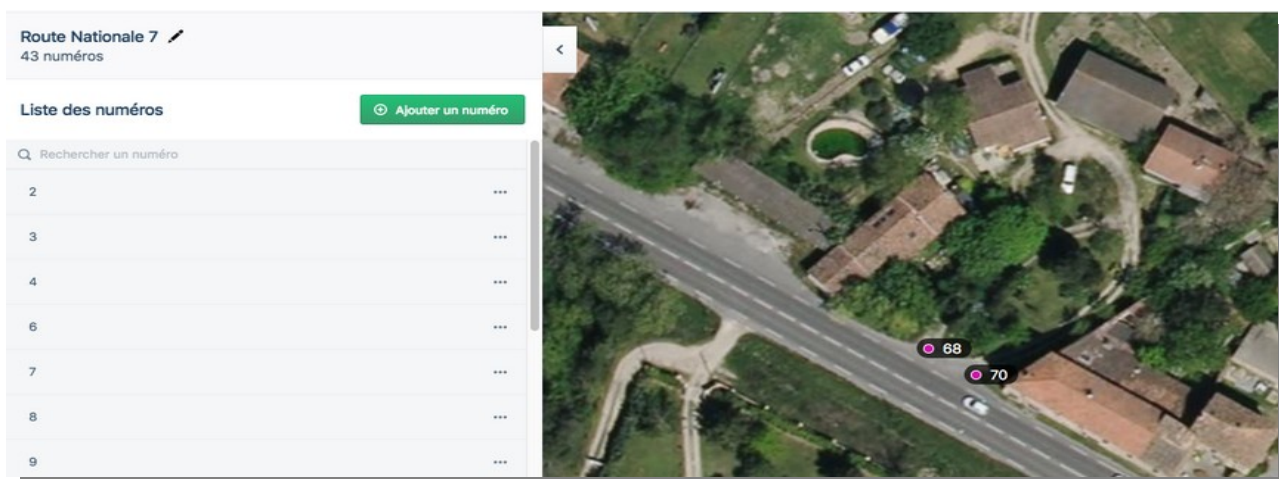 Route Nationale 7
43 numéros
Liste des numéros
Ajouter un numéro
Rechercher un numéro
2
3
4
6
7
8
9
68
70